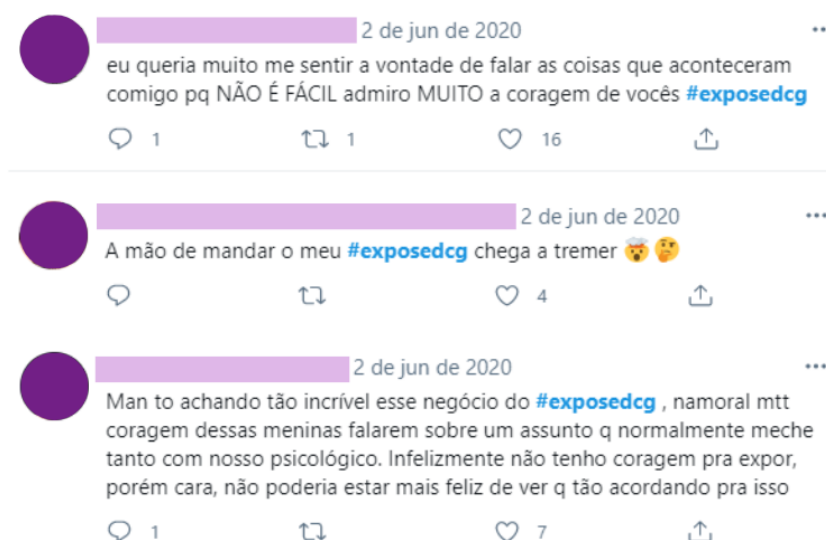 2 de jun de 2020
eu queria muito me sentir a vontade de falar as coisas que aconteceram
comigo pq NÃO É FÁCIL admiro MUITO a coragem de vocês #exposedcg
1 1 16
2 de jun de 2020
A mão de mandar o meu #exposedcg chega a tremer 🤯🤔
4
2 de jun de 2020
Man to achando tão incrível esse negócio do #exposedcg , namoral mtt
coragem dessas meninas falarem sobre um assunto q normalmente meche
tanto com nosso psicológico. Infelizmente não tenho coragem pra expor,
porém cara, não poderia estar mais feliz de ver q tão acordando pra isso
1 7